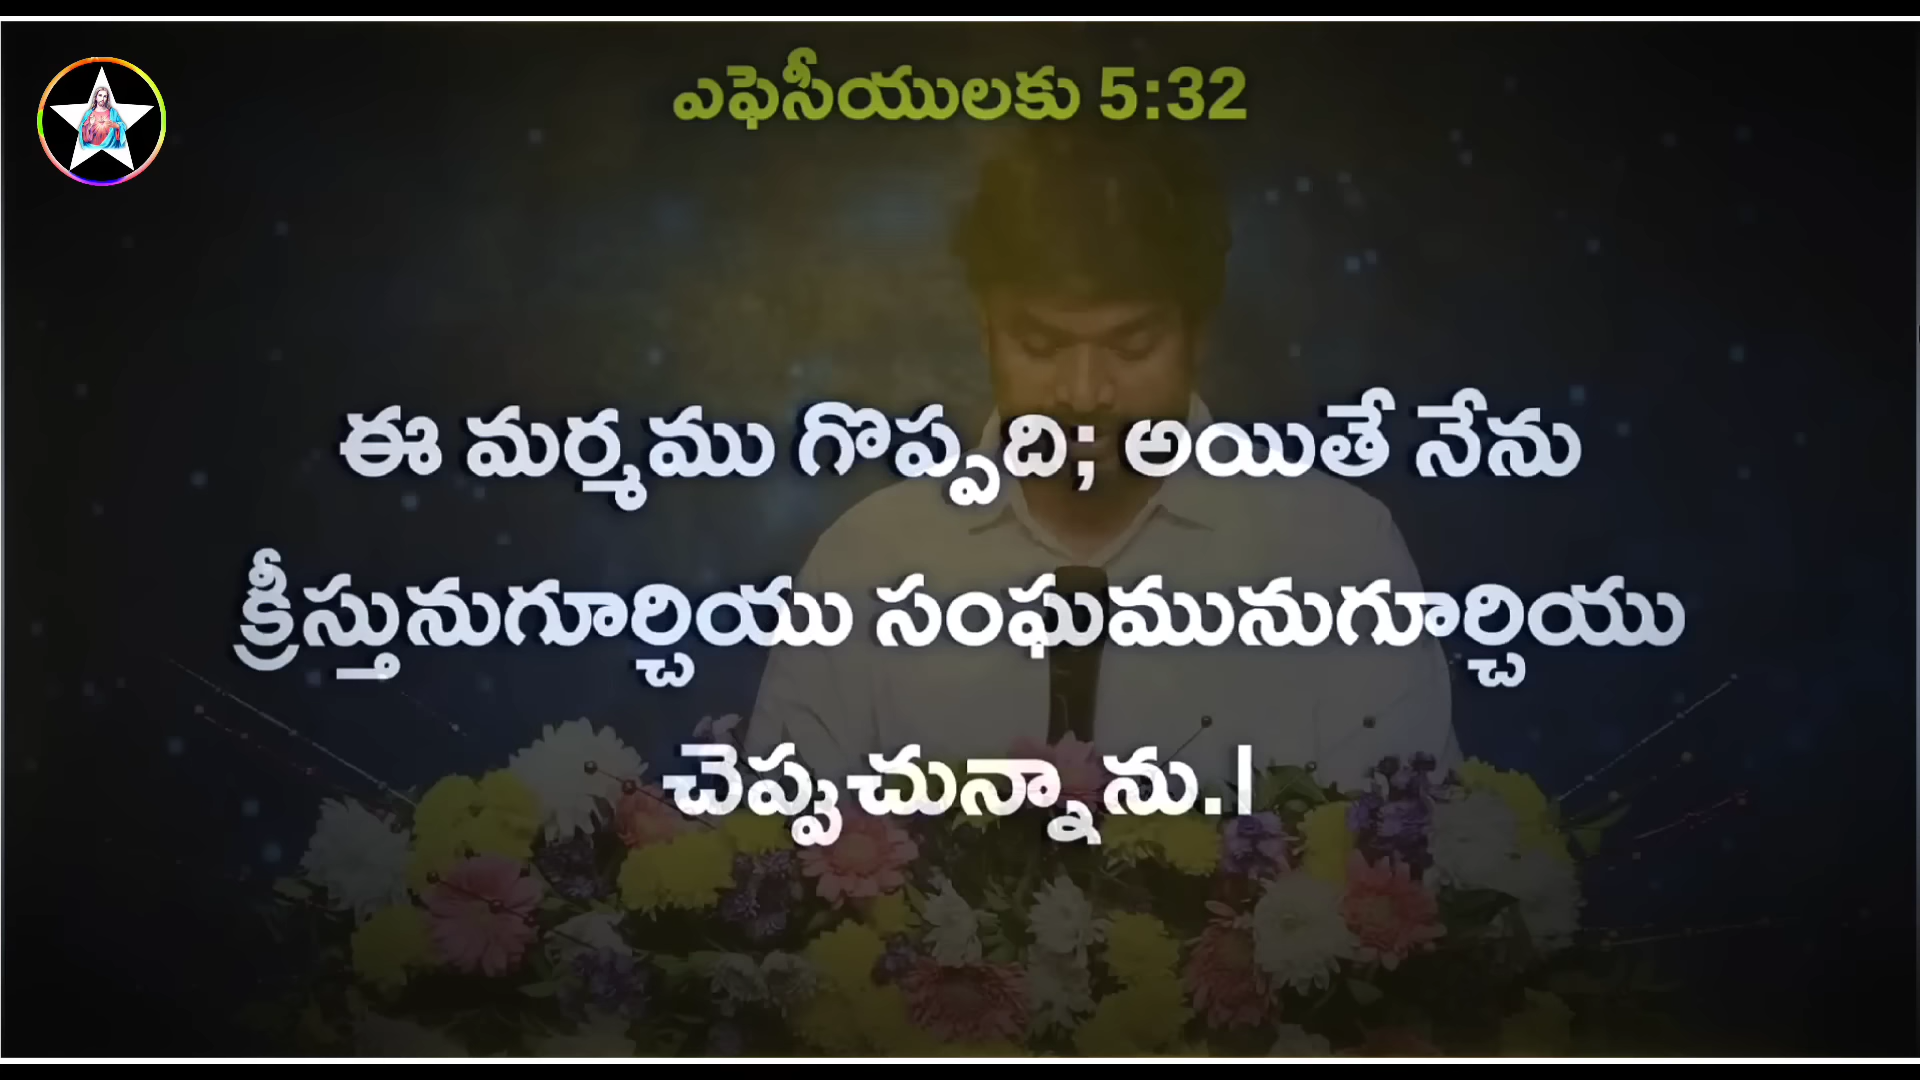 ఎఫెసీయులకు 5:32
ఈ మర్మము గొప్పది; అయితే నేను
క్రీస్తునుగూర్చియు సంఘమునుగూర్చియు
చెప్పుచున్నాను.|